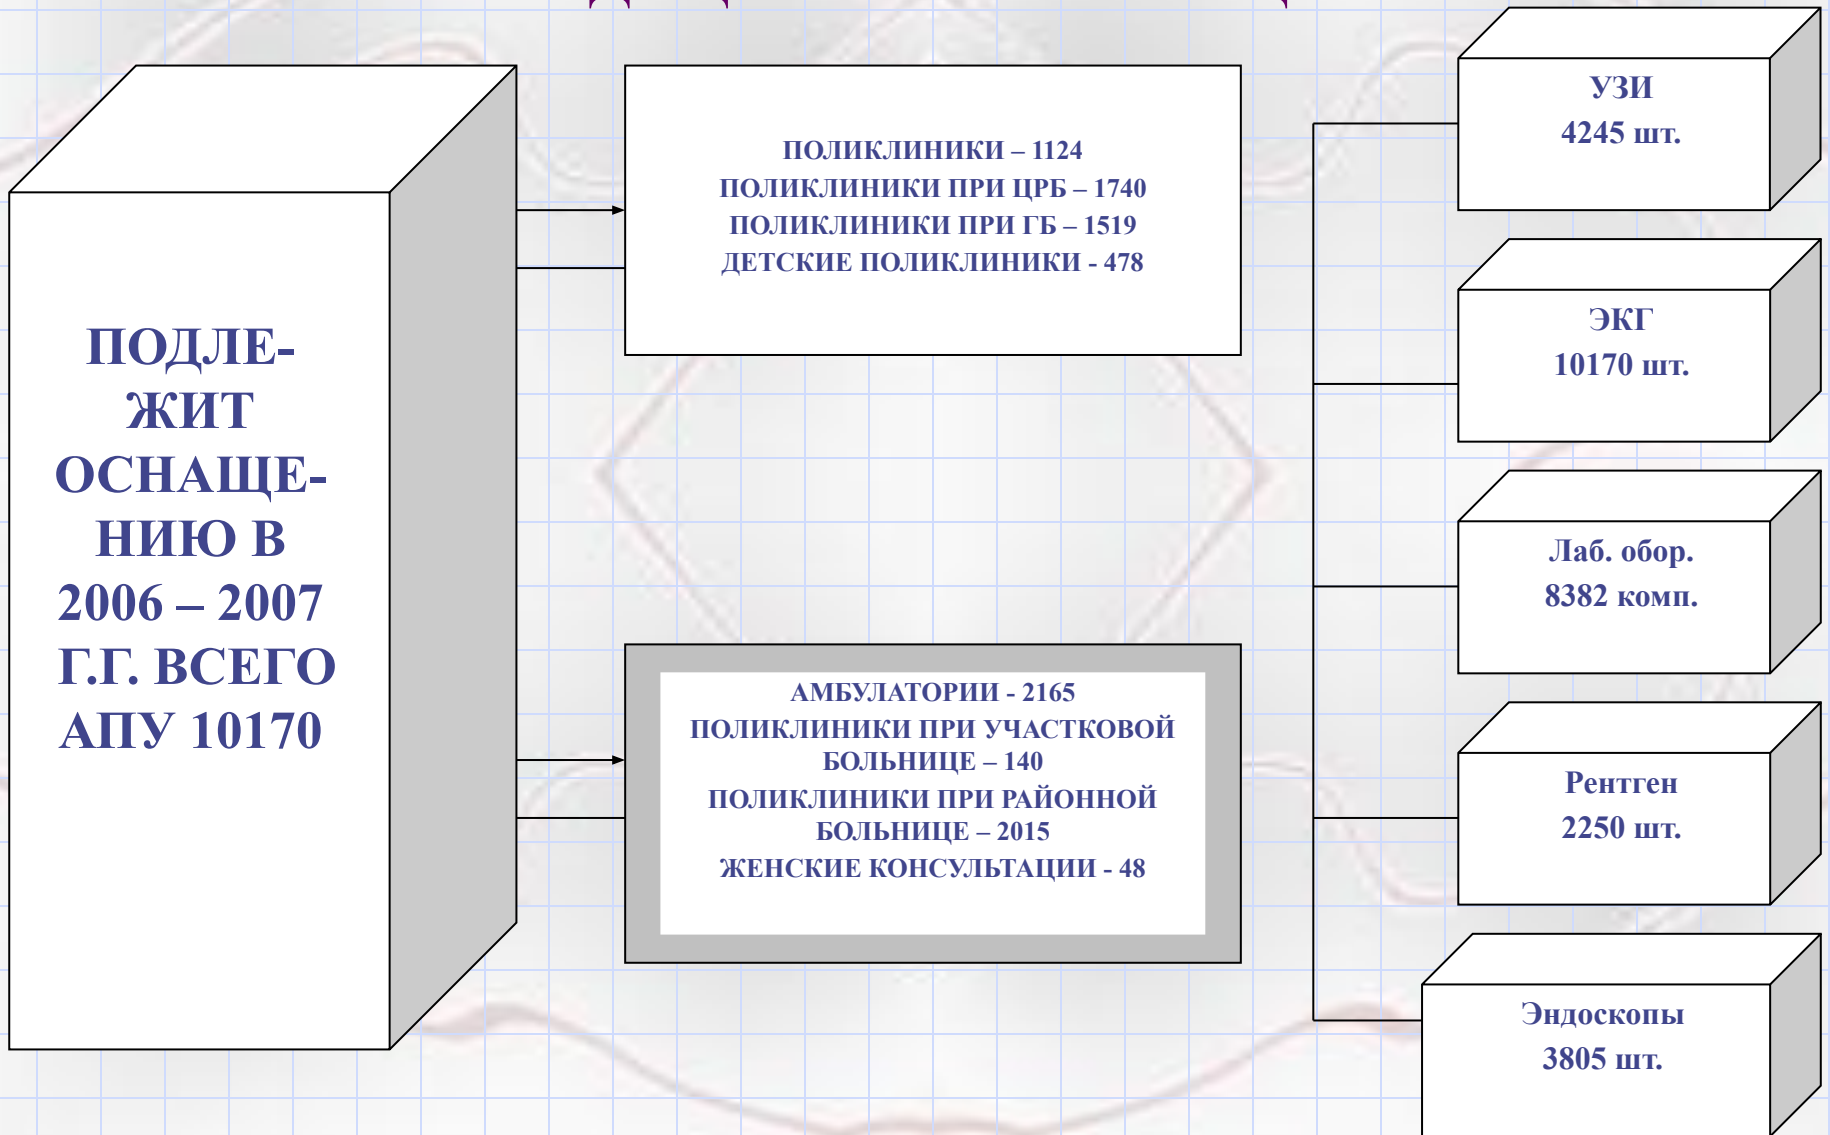 ПОДЛЕ-
ЖИТ
ОСНАЩЕ-
НИЮ В
2006 – 2007
Г.Г. ВСЕГО
АПУ 10170
ПОЛИКЛИНИКИ – 1124
ПОЛИКЛИНИКИ ПРИ ЦРБ – 1740
ПОЛИКЛИНИКИ ПРИ ГБ – 1519
ДЕТСКИЕ ПОЛИКЛИНИКИ - 478
АМБУЛАТОРИИ - 2165
ПОЛИКЛИНИКИ ПРИ УЧАСТКОВОЙ
БОЛЬНИЦЕ – 140
ПОЛИКЛИНИКИ ПРИ РАЙОННОЙ
БОЛЬНИЦЕ – 2015
ЖЕНСКИЕ КОНСУЛЬТАЦИИ - 48
УЗИ
4245 шт.
ЭКГ
10170 шт.
Лаб. обор.
8382 комп.
Рентген
2250 шт.
Эндоскопы
3805 шт.